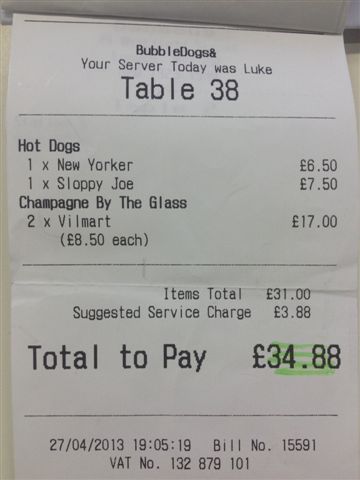 BubbleDogs&
Your Server Today was Luke
Table 38
Hot Dogs
1 x New Yorker £6.50
1 x Sloppy Joe £7.50
Champagne By The Glass
2 x Vilmart £17.00
(£8.50 each)
Items Total £31.00
Suggested Service Charge £3.88
Total to Pay £34.88
27/04/2013 19:05:19 Bill No. 15591
VAT No. 132 879 101